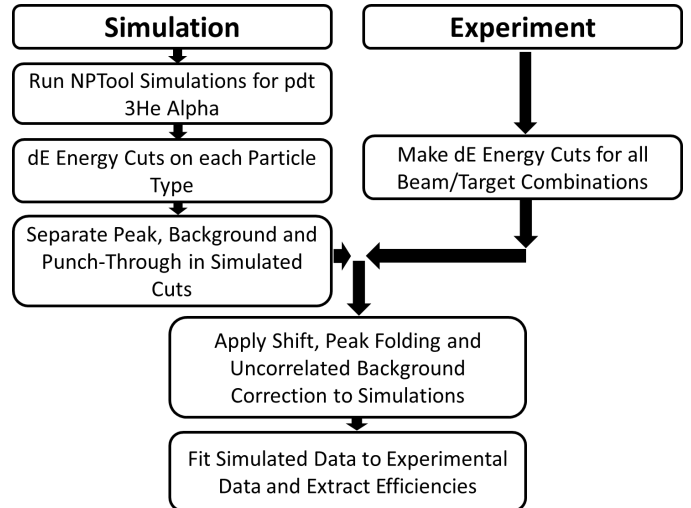 Simulation
Experiment
Run NPTool Simulations for pdt
3He Alpha
dE Energy Cuts on each Particle
Type
Make dE Energy Cuts for all
Beam/Target Combinations
Separate Peak, Background and
Punch-Through in Simulated
Cuts
Apply Shift, Peak Folding and
Uncorrelated Background
Correction to Simulations
Fit Simulated Data to Experimental
Data and Extract Efficiencies